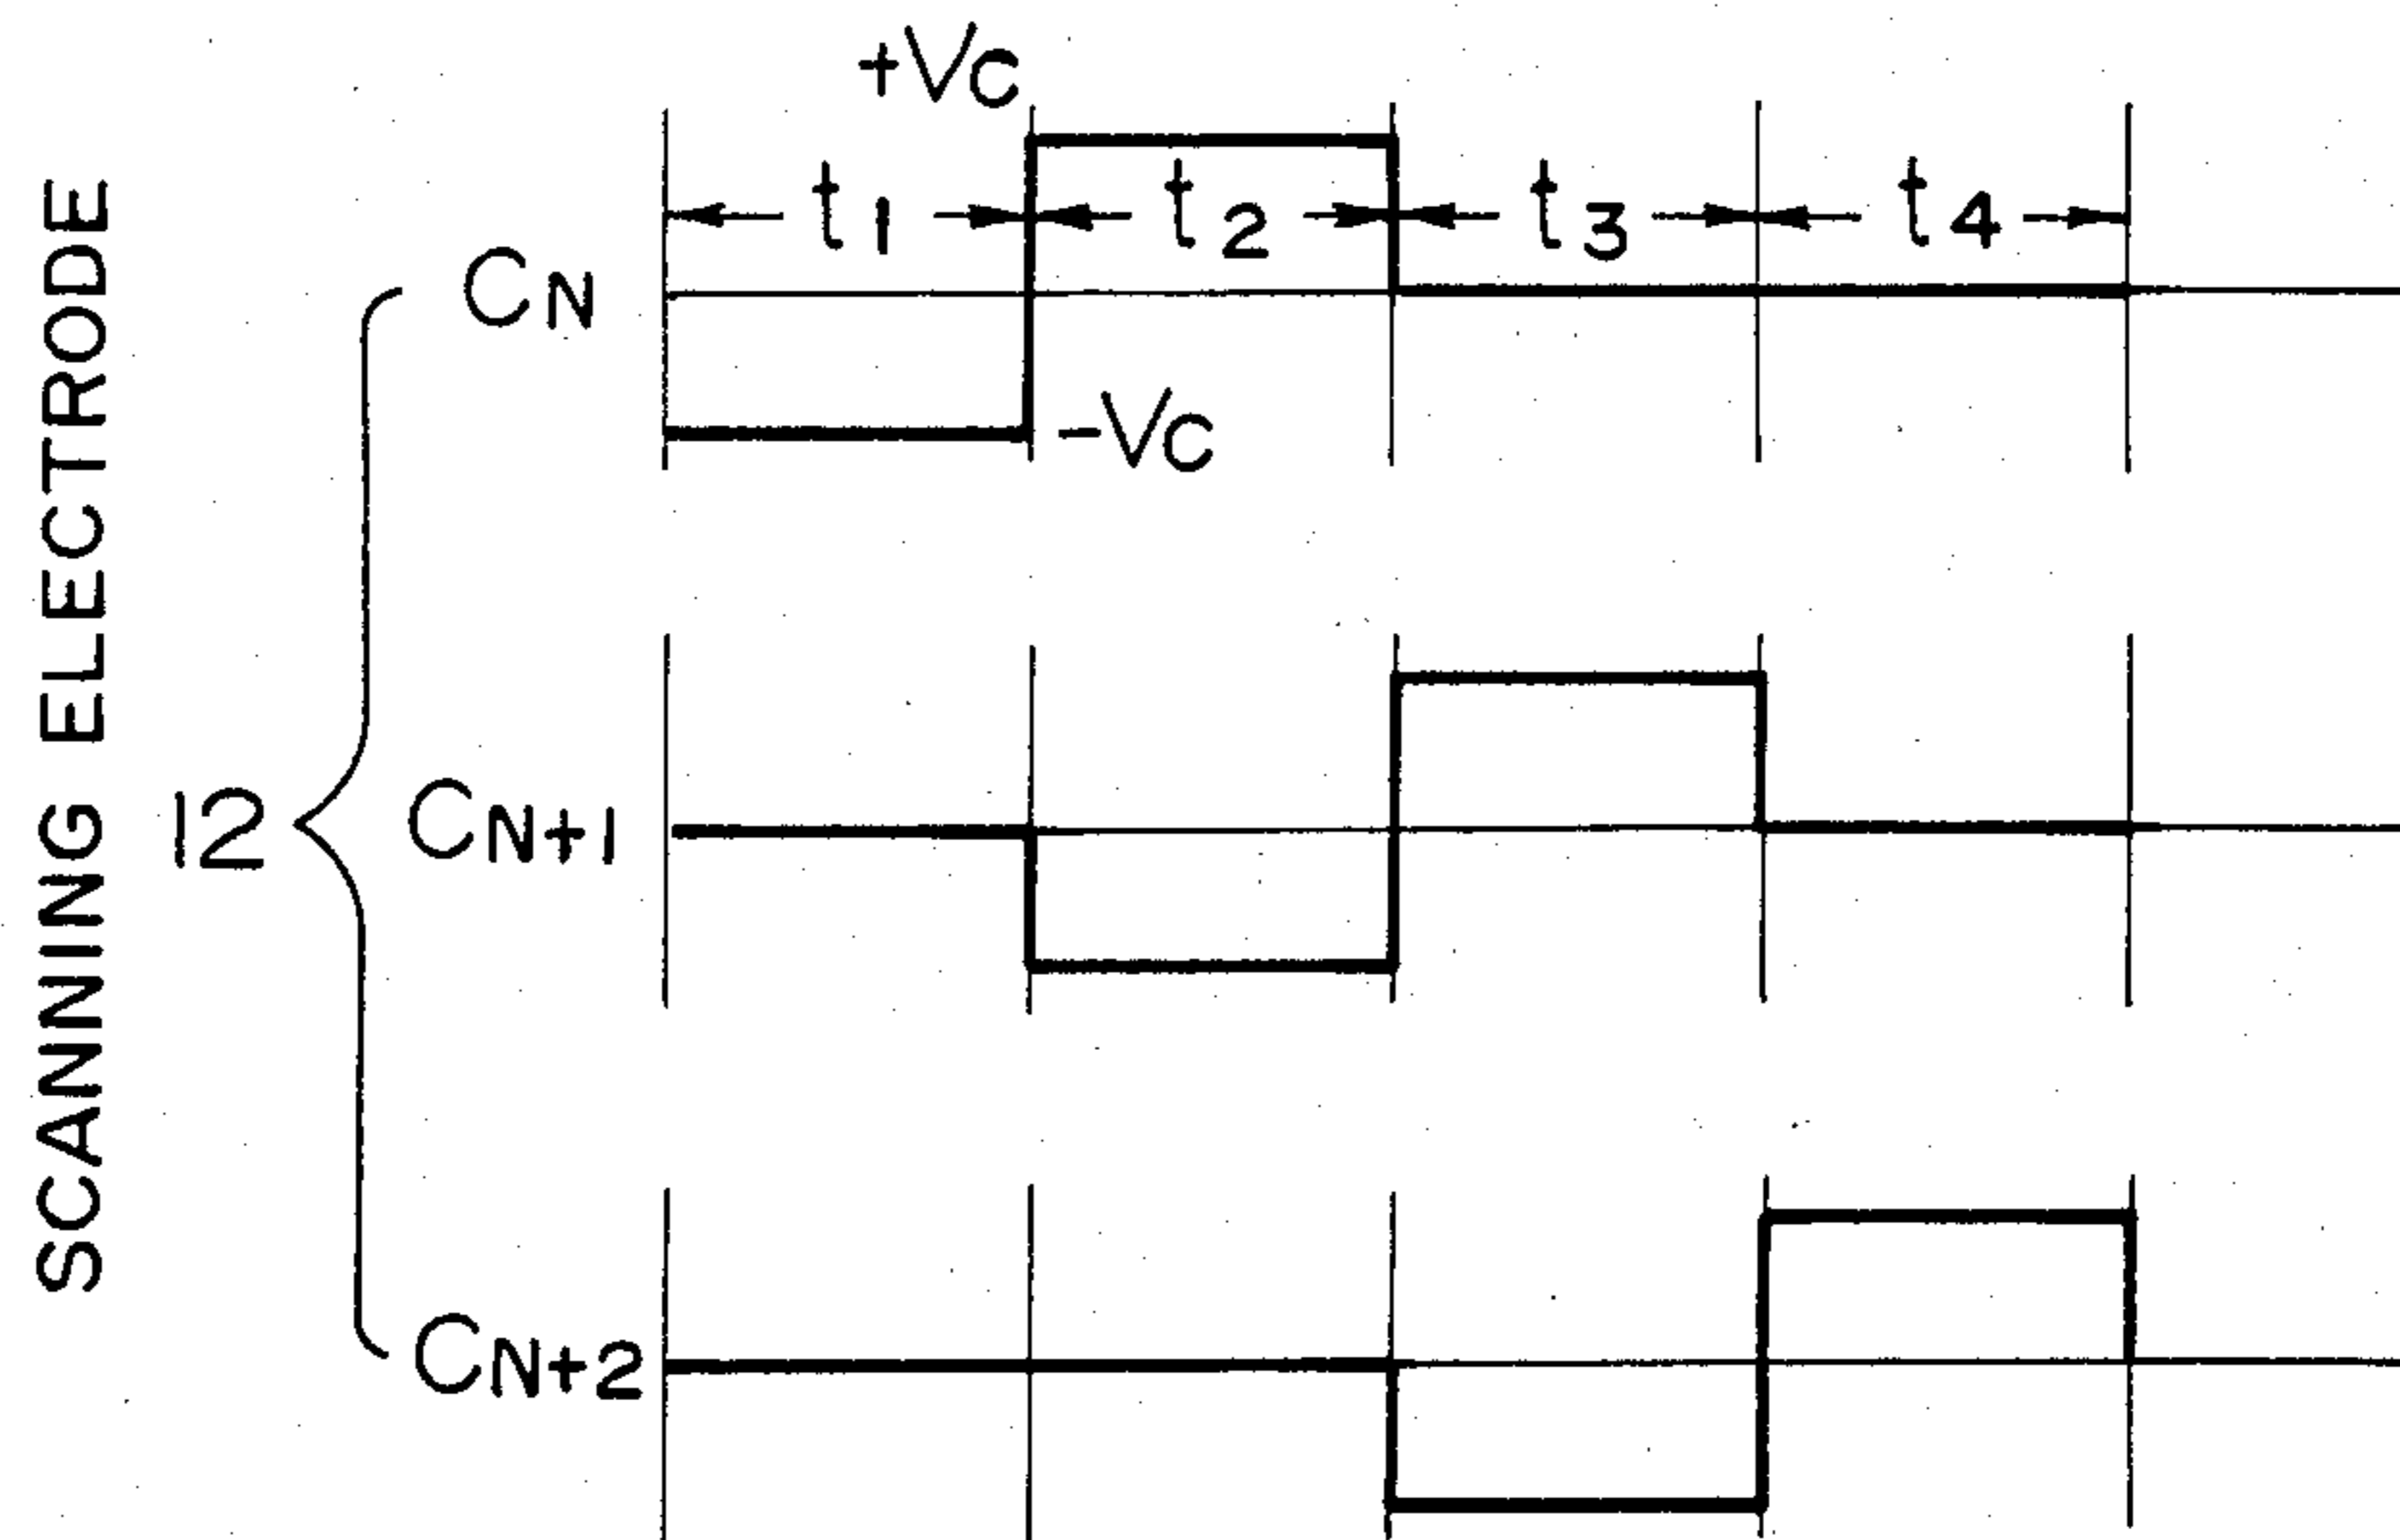 SCANNING ELECTRODE
12
+Vc
t1 t2 t3 t4
CN
-Vc
CN+1
CN+2